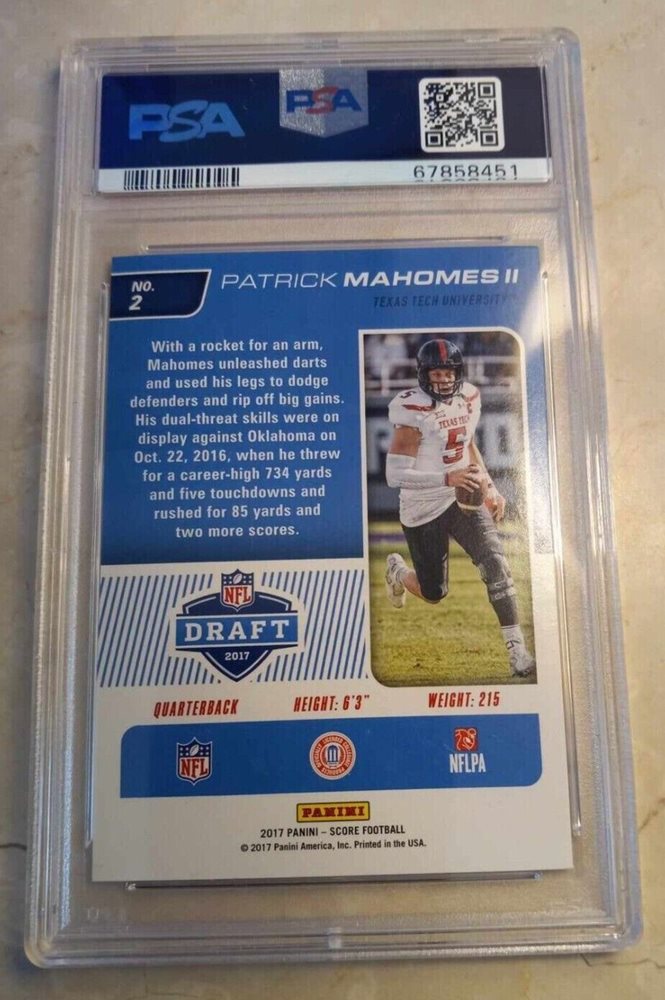 PSA
PSA
67858451
NO.
2
PATRICK MAHOMES II
TEXAS TECH UNIVERSITY
With a rocket for an arm,
Mahomes unleashed darts
and used his legs to dodge
defenders and rip off big gains.
His dual-threat skills were on
display against Oklahoma on
Oct. 22, 2016, when he threw
for a career-high 734 yards
and five touchdowns and
rushed for 85 yards and
two more scores.
TEXAS TECH
5
NFL
DRAFT
2017
QUARTERBACK
HEIGHT: 6'3"
WEIGHT: 215
NFL
NFLPA
PANINI
2017 PANINI – SCORE FOOTBALL
© 2017 Panini America, Inc. Printed in the USA.